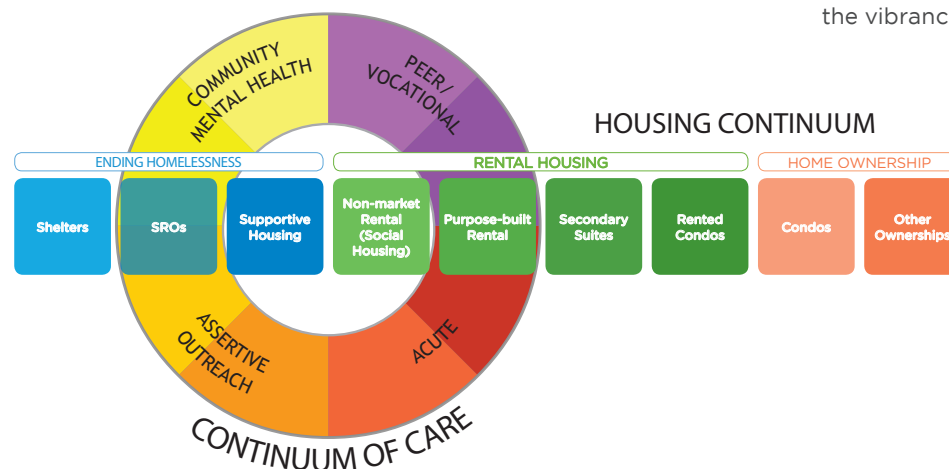 the vibranc
COMMUNITY
MENTAL HEALTH
PEER/
VOCATIONAL
HOUSING CONTINUUM
ENDING HOMELESSNESS
RENTAL HOUSING
HOME OWNERSHIP
Shelters
SROs
Supportive
Housing
Non-market
Rental
(Social
Housing)
Purpose-built
Rental
Secondary
Suites
Rented
Condos
Condos
Other
Ownerships
ASSERTIVE
OUTREACH
ACUTE
CONTINUUM OF CARE